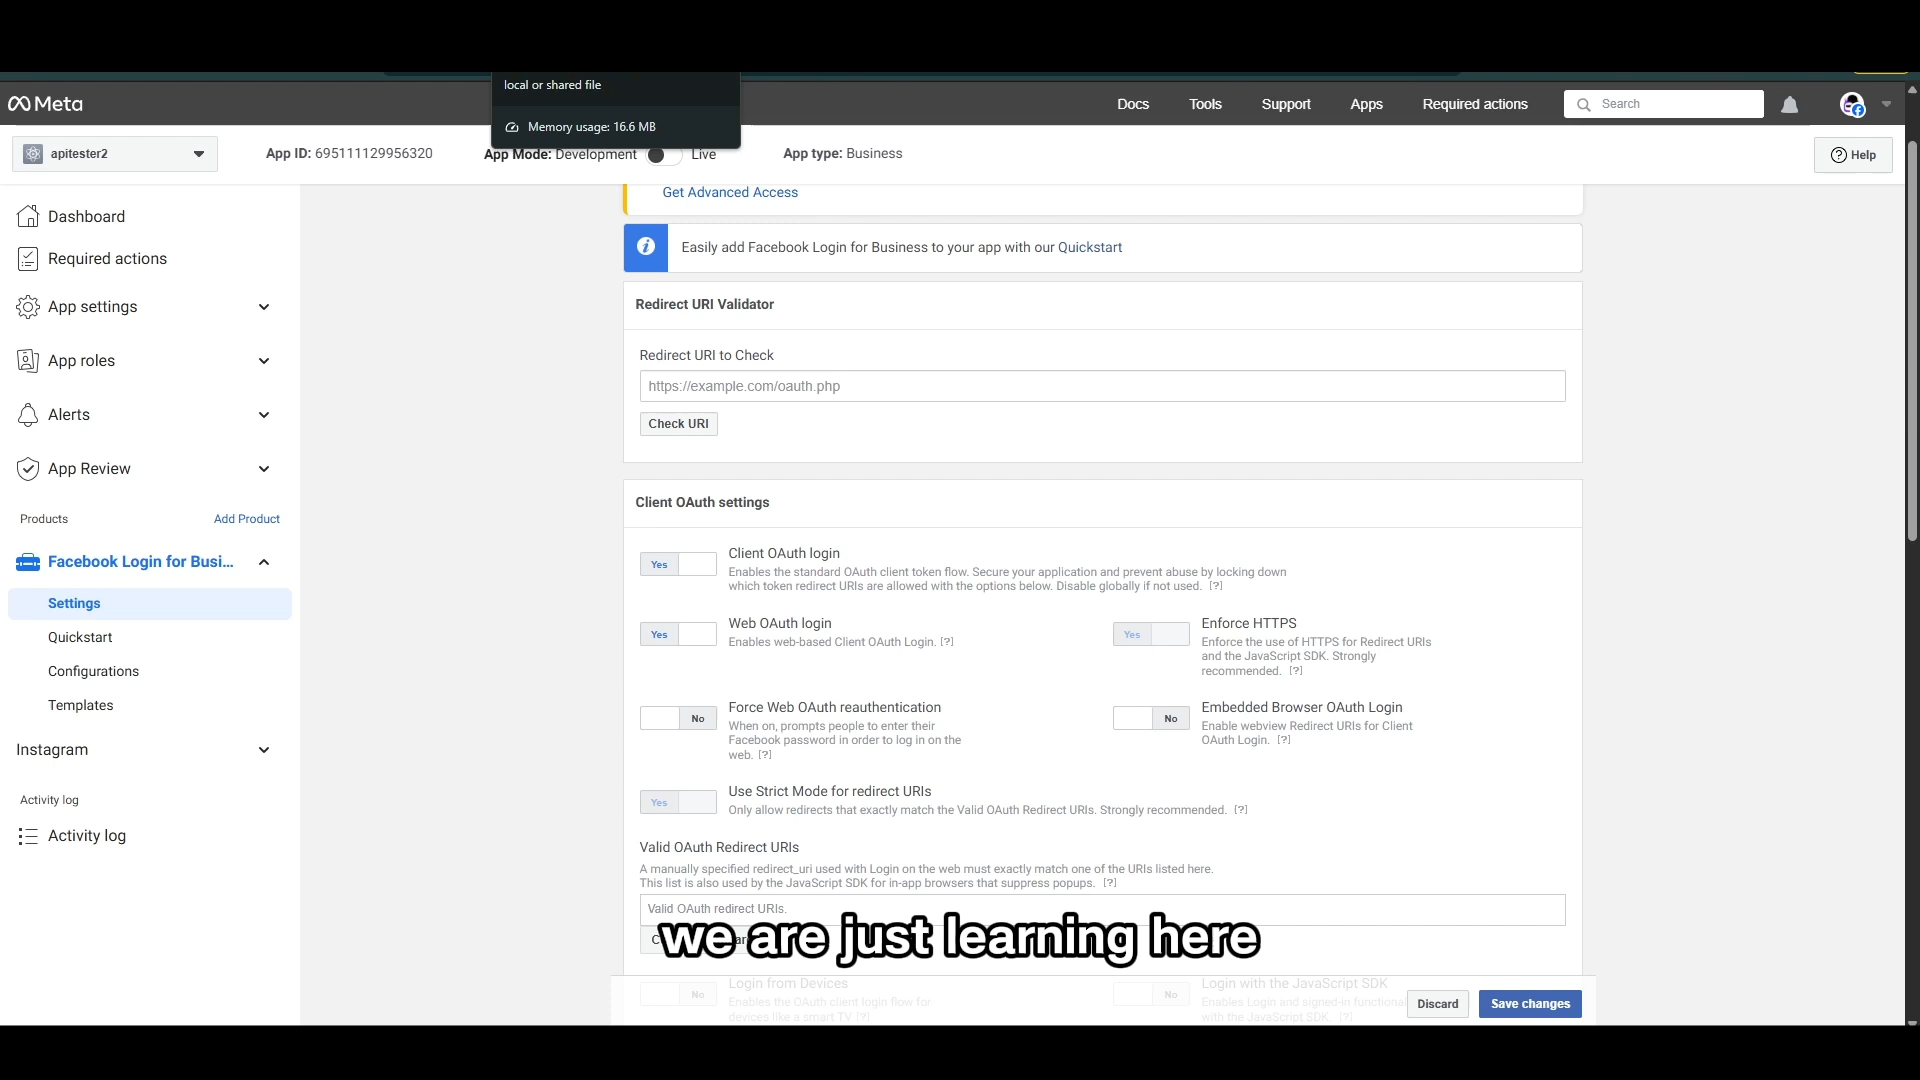 local or shared file
Memory usage: 16.6 MB
Meta
Docs
Tools
Support
Apps
Required actions
Search
apitester2
App ID: 695111129956320
App Mode: Development
Live
App type: Business
Help
Get Advanced Access
Dashboard
Required actions
App settings
App roles
Alerts
App Review
Products
Add Product
Facebook Login for Busi...
Settings
Quickstart
Configurations
Templates
Instagram
Activity log
Activity log
Easily add Facebook Login for Business to your app with our Quickstart
Redirect URI Validator
Redirect URI to Check
https://example.com/oauth.php
Check URI
Client OAuth settings
Yes
Client OAuth login
Enables the standard OAuth client token flow. Secure your application and prevent abuse by locking down
which token redirect URIs are allowed with the options below. Disable globally if not used. [?]
Yes
Web OAuth login
Enables web-based Client OAuth Login. [?]
Yes
Enforce HTTPS
Enforce the use of HTTPS for Redirect URIs
and the JavaScript SDK. Strongly
recommended. [?]
No
Force Web OAuth reauthentication
When on, prompts people to enter their
Facebook password in order to log in on the
web. [?]
No
Embedded Browser OAuth Login
Enable webview Redirect URIs for Client
OAuth Login. [?]
Yes
Use Strict Mode for redirect URIs
Only allow redirects that exactly match the Valid OAuth Redirect URIs. Strongly recommended. [?]
Valid OAuth Redirect URIs
A manually specified redirect_uri used with Login on the web must exactly match one of the URIs listed here.
This list is also used by the JavaScript SDK for in-app browsers that suppress popups. [?]
Valid OAuth redirect URIs.
we are just learning here
No
Login from Devices
Enables the OAuth client login flow for
devices like a smart TV [?]
No
Login with the JavaScript SDK
Enables Login and signed-in functional
with the JavaScript SDK. [?]
Discard
Save changes